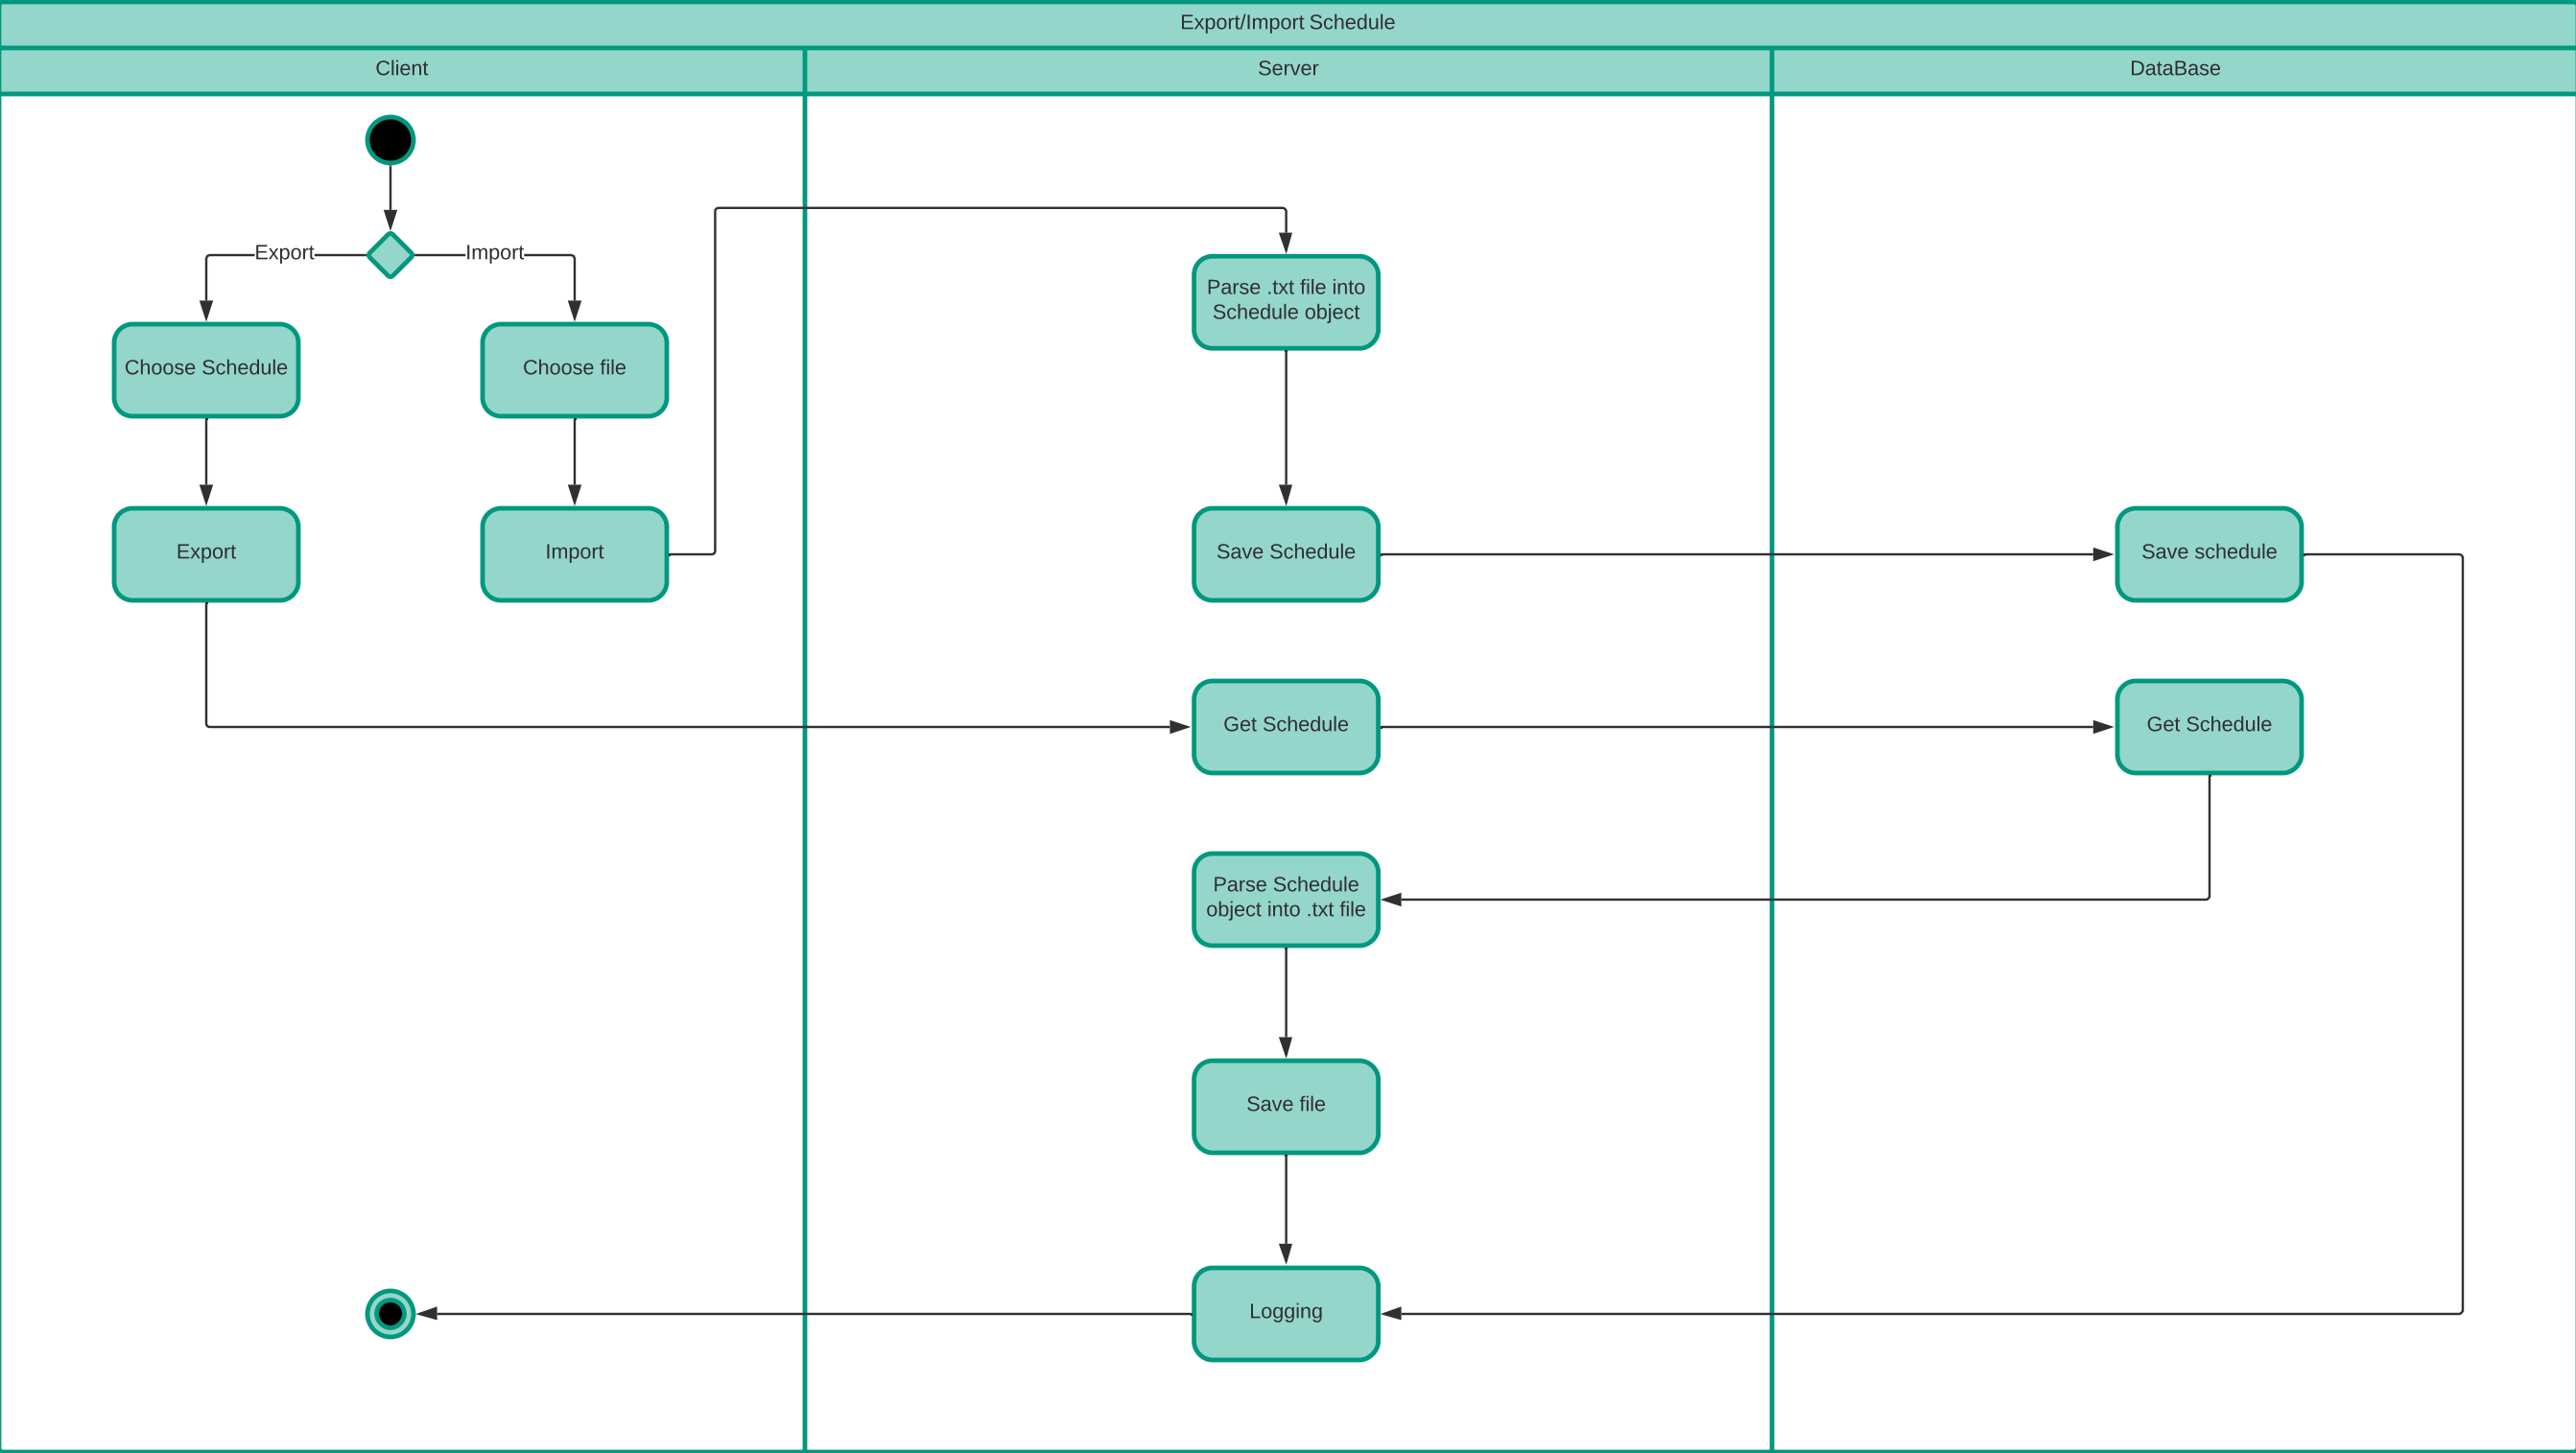 Export/Import Schedule
Client
Server
DataBase
Export
Import
Parse .txt file into
Schedule object
Choose Schedule
Choose file
Export
Import
Save Schedule
Save schedule
Get Schedule
Get Schedule
Parse Schedule
object into .txt file
Save file
Logging